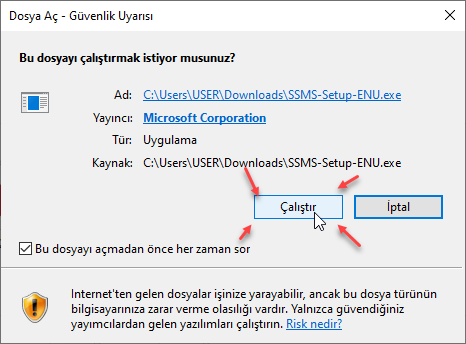 Dosya Aç - Güvenlik Uyarısı
Bu dosyayı çalıştırmak istiyor musunuz?
Ad: C:\Users\USER\Downloads\SSMS-Setup-ENU.exe
Yayıncı: Microsoft Corporation
Tür: Uygulama
Kaynak: C:\Users\USER\Downloads\SSMS-Setup-ENU.exe
Çalıştır İptal
Bu dosyayı açmadan önce her zaman sor
Internet'ten gelen dosyalar işinize yarayabilir, ancak bu dosya türünün
bilgisayarınıza zarar verme olasılığı vardır. Yalnızca güvendiğiniz
yayımcılardan gelen yazılımları çalıştırın. Risk nedir?